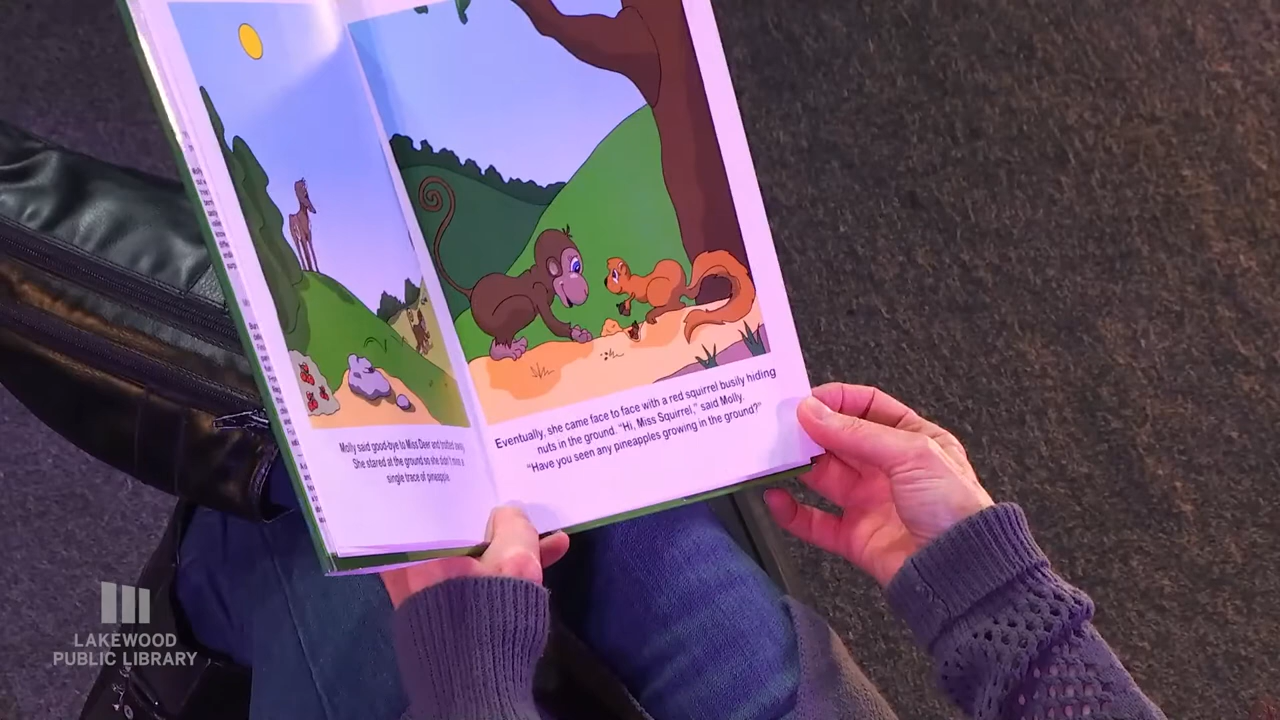 Molly said good-bye to Miss Deer and trotted away.
She stared at the ground so she didn't miss a
single trace of pineapple.
Eventually, she came face to face with a red squirrel busily hiding
nuts in the ground. "Hi, Miss Squirrel," said Molly.
"Have you seen any pineapples growing in the ground?"
LAKEWOOD
PUBLIC LIBRARY